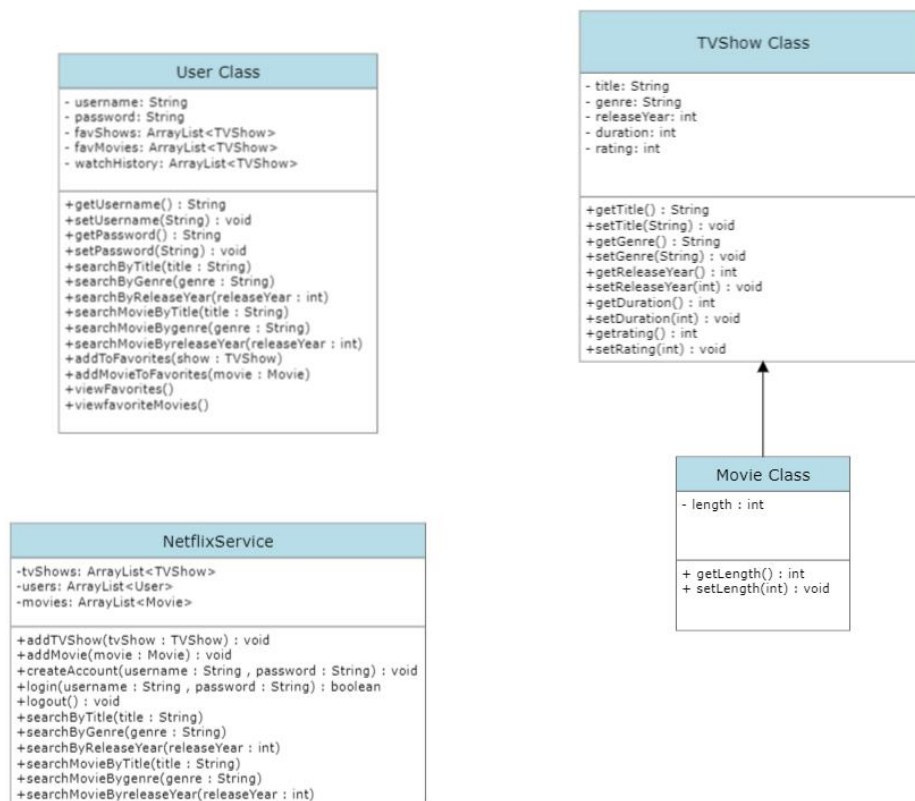 User Class
- username: String
- password: String
- favShows: ArrayList<TVShow>
- favMovies: ArrayList<TVShow>
- watchHistory: ArrayList<TVShow>
+getUsername() : String
+setUsername(String) : void
+getPassword() : String
+setPassword(String) : void
+searchByTitle(title : String)
+searchByGenre(genre : String)
+searchByReleaseYear(releaseYear : int)
+searchMovieByTitle(title : String)
+searchMovieBygenre(genre : String)
+searchMovieByreleaseYear(releaseYear : int)
+addToFavorites(show : TVShow)
+addMovieToFavorites(movie : Movie)
+viewFavorites()
+viewfavoriteMovies()
TVShow Class
- title: String
- genre: String
- releaseYear: int
- duration: int
- rating: int
+getTitle() : String
+setTitle(String) : void
+getGenre() : String
+setGenre(String) : void
+getReleaseYear() : int
+setReleaseYear(int) : void
+getDuration() : int
+setDuration(int) : void
+getrating() : int
+setRating(int) : void
Movie Class
- length : int
+ getLength() : int
+ setLength(int) : void
NetflixService
-tvShows: ArrayList<TVShow>
-users: ArrayList<User>
-movies: ArrayList<Movie>
+addTVShow(tvShow : TVShow) : void
+addMovie(movie : Movie) : void
+createAccount(username : String , password : String) : void
+login(username : String , password : String) : boolean
+logout() : void
+searchByTitle(title : String)
+searchByGenre(genre : String)
+searchByReleaseYear(releaseYear : int)
+searchMovieByTitle(title : String)
+searchMovieBygenre(genre : String)
+searchMovieByreleaseYear(releaseYear : int)